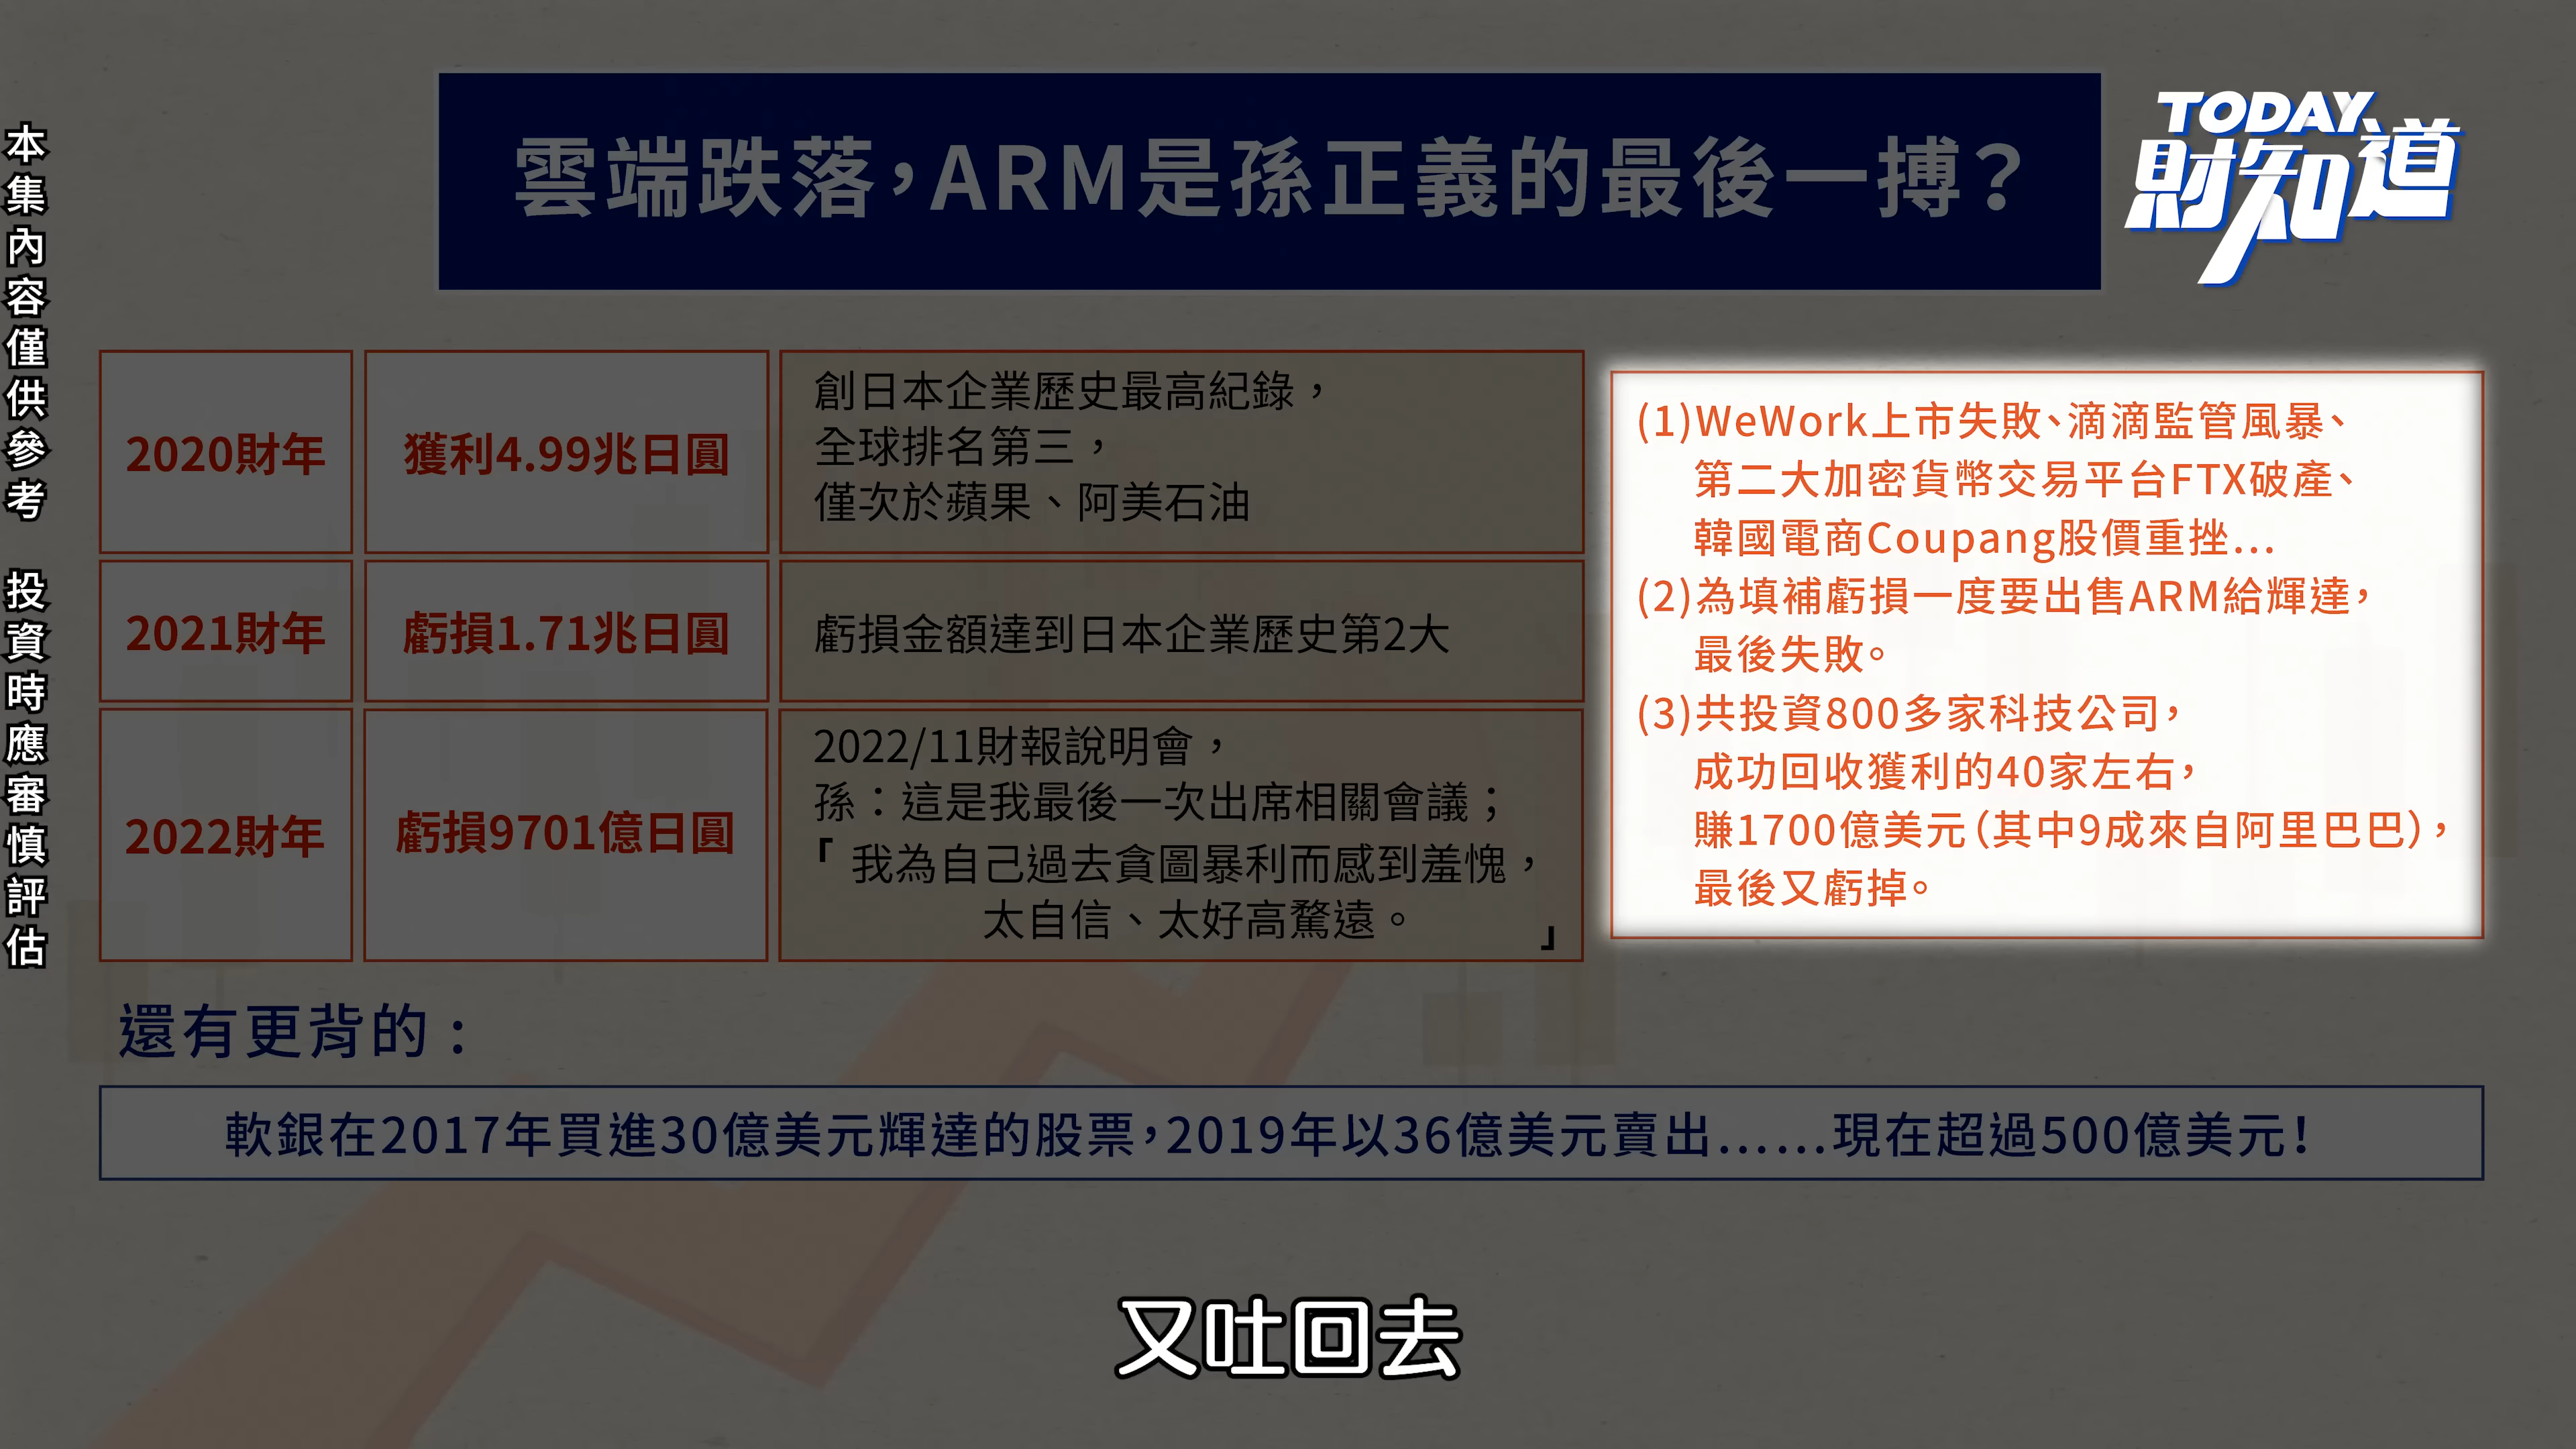 雲端跌落，ARM是孫正義的最後一搏？
TODAY
財知道
本集內容僅供參考 投資時應審慎評估
2020財年
獲利4.99兆日圓
創日本企業歷史最高紀錄，
全球排名第三，
僅次於蘋果、阿美石油
2021財年
虧損1.71兆日圓
虧損金額達到日本企業歷史第2大
2022財年
虧損9701億日圓
2022/11財報說明會，
孫：這是我最後一次出席相關會議；
「我為自己過去貪圖暴利而感到羞愧，
太自信、太好高騖遠。」
(1)WeWork上市失敗、滴滴監管風暴、
第二大加密貨幣交易平台FTX破產、
韓國電商Coupang股價重挫...
(2)為填補虧損一度要出售ARM給輝達，
最後失敗。
(3)共投資800多家科技公司，
成功回收獲利的40家左右，
賺1700億美元（其中9成來自阿里巴巴），
最後又虧掉。
還有更背的：
軟銀在2017年買進30億美元輝達的股票，2019年以36億美元賣出......現在超過500億美元！
又吐回去